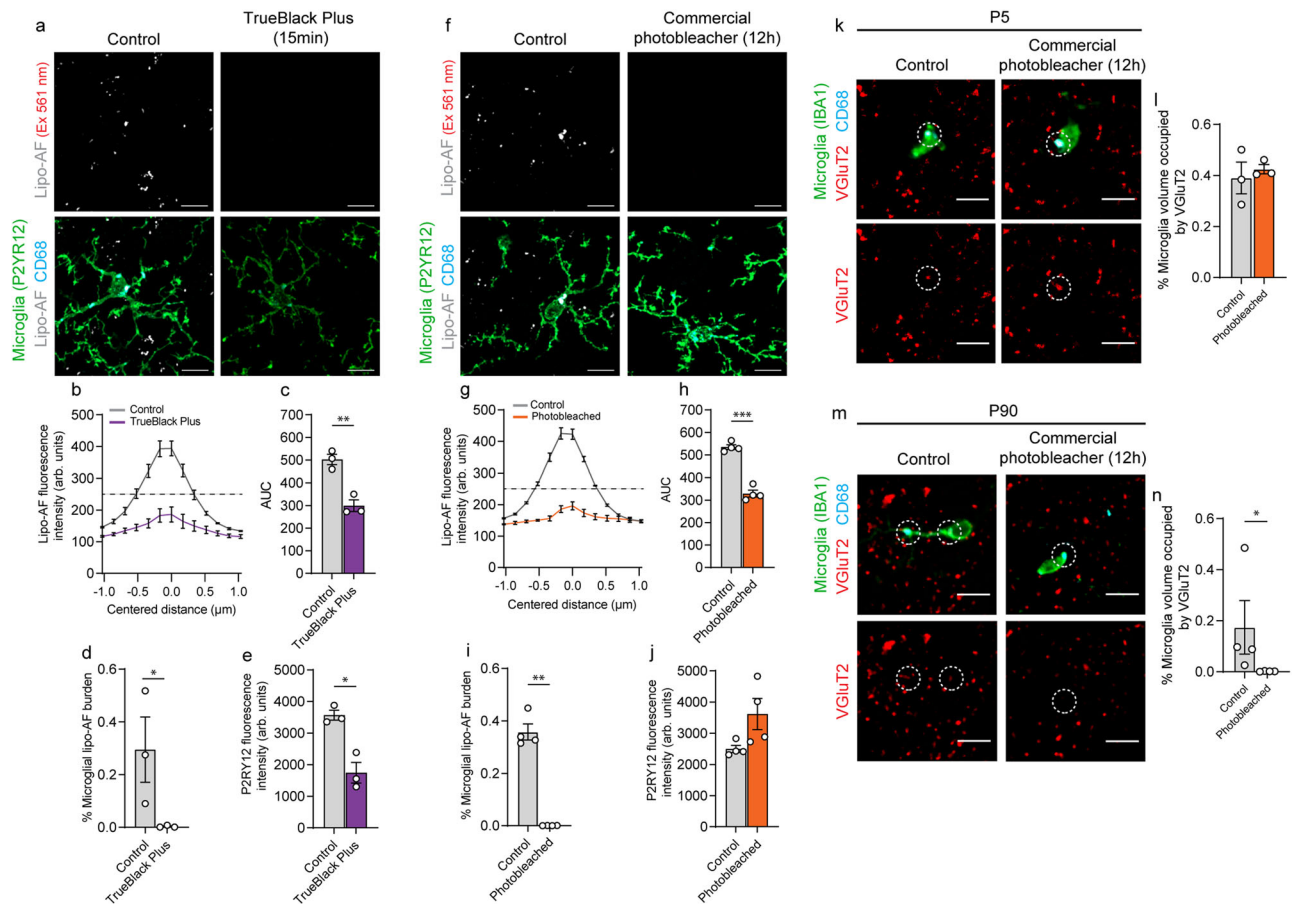 a
TrueBlack Plus
(15min)
Control
Lipo-AF (Ex 561 nm)
Microglia (P2YR12)
Lipo-AF CD68
b
Control
TrueBlack Plus
Lipo-AF fluorescence
intensity (arb. units)
500
400
300
200
100
0
-1.0 -0.5 0.0 0.5 1.0
Centered distance (µm)
c
**
AUC
700
600
500
400
300
200
100
0
Control
TrueBlack Plus
d
*
% Microglial lipo-AF burden
0.6
0.4
0.2
0.0
Control
TrueBlack Plus
e
*
P2RY12 fluorescence
intensity (arb. units)
5000
4000
3000
2000
1000
0
Control
TrueBlack Plus
f
Commercial
photobleacher (12h)
Control
Lipo-AF (Ex 561 nm)
Microglia (P2YR12)
Lipo-AF CD68
g
Control
Photobleached
Lipo-AF fluorescence
intensity (arb. units)
500
400
300
200
100
0
-1.0 -0.5 0.0 0.5 1.0
Centered distance (µm)
h
***
AUC
700
600
500
400
300
200
100
0
Control
Photobleached
i
**
% Microglial lipo-AF burden
0.6
0.4
0.2
0.0
Control
Photobleached
j
P2RY12 fluorescence
intensity (arb. units)
5000
4000
3000
2000
1000
0
Control
Photobleached
k
P5
Commercial
photobleacher (12h)
Control
Microglia (IBA1)
VGluT2 CD68
VGluT2
l
% Microglia volume occupied
by VGluT2
0.6
0.4
0.2
0.0
Control
Photobleached
m
P90
Commercial
photobleacher (12h)
Control
Microglia (IBA1)
VGluT2 CD68
VGluT2
n
*
% Microglia volume occupied
by VGluT2
0.6
0.4
0.2
0.0
Control
Photobleached